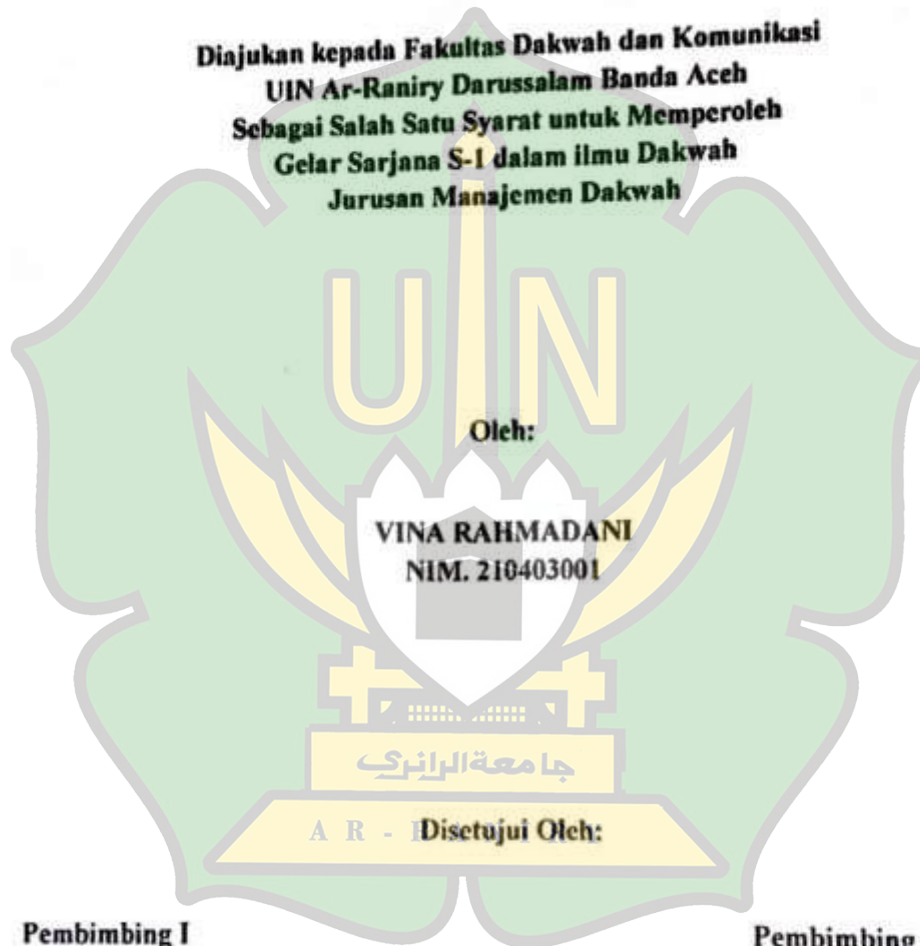 Diajukan kepada Fakultas Dakwah dan Komunikasi
UIN Ar-Raniry Darussalam Banda Aceh
Sebagai Salah Satu Syarat untuk Memperoleh
Gelar Sarjana S-1 dalam ilmu Dakwah
Jurusan Manajemen Dakwah
UIN
Oleh:
VINA RAHMADANI
NIM. 210403001
جامعة الرانري
AR-
Disetujui Oleh:
Pembimbing I
Pembimbing